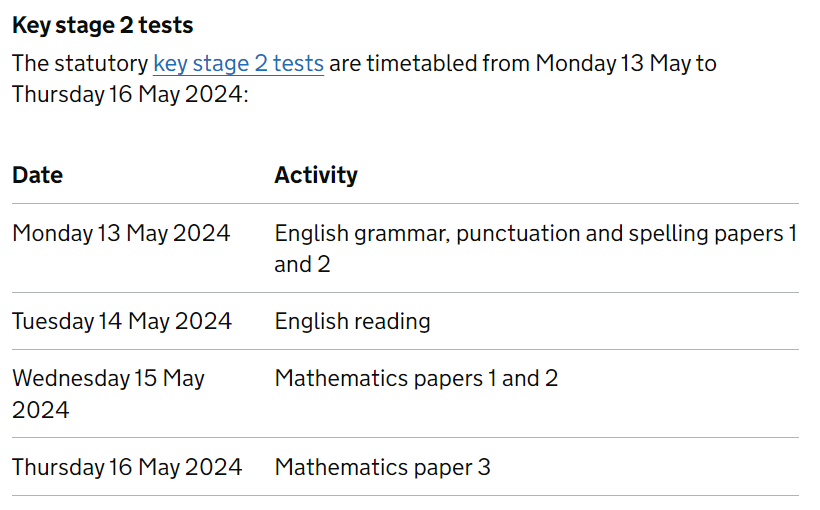 Key stage 2 tests
The statutory key stage 2 tests are timetabled from Monday 13 May to
Thursday 16 May 2024:
Date Activity
Monday 13 May 2024 English grammar, punctuation and spelling papers 1
and 2
Tuesday 14 May 2024 English reading
Wednesday 15 May Mathematics papers 1 and 2
2024
Thursday 16 May 2024 Mathematics paper 3